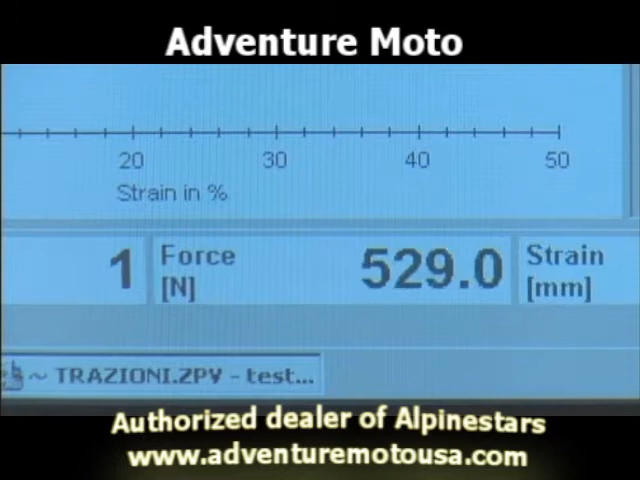 Adventure Moto
20 30 40 50
Strain in %
1 Force [N] 529.0 Strain [mm]
~ TRAZIONI.ZPV - test...
Authorized dealer of Alpinestars
www.adventuremotousa.com